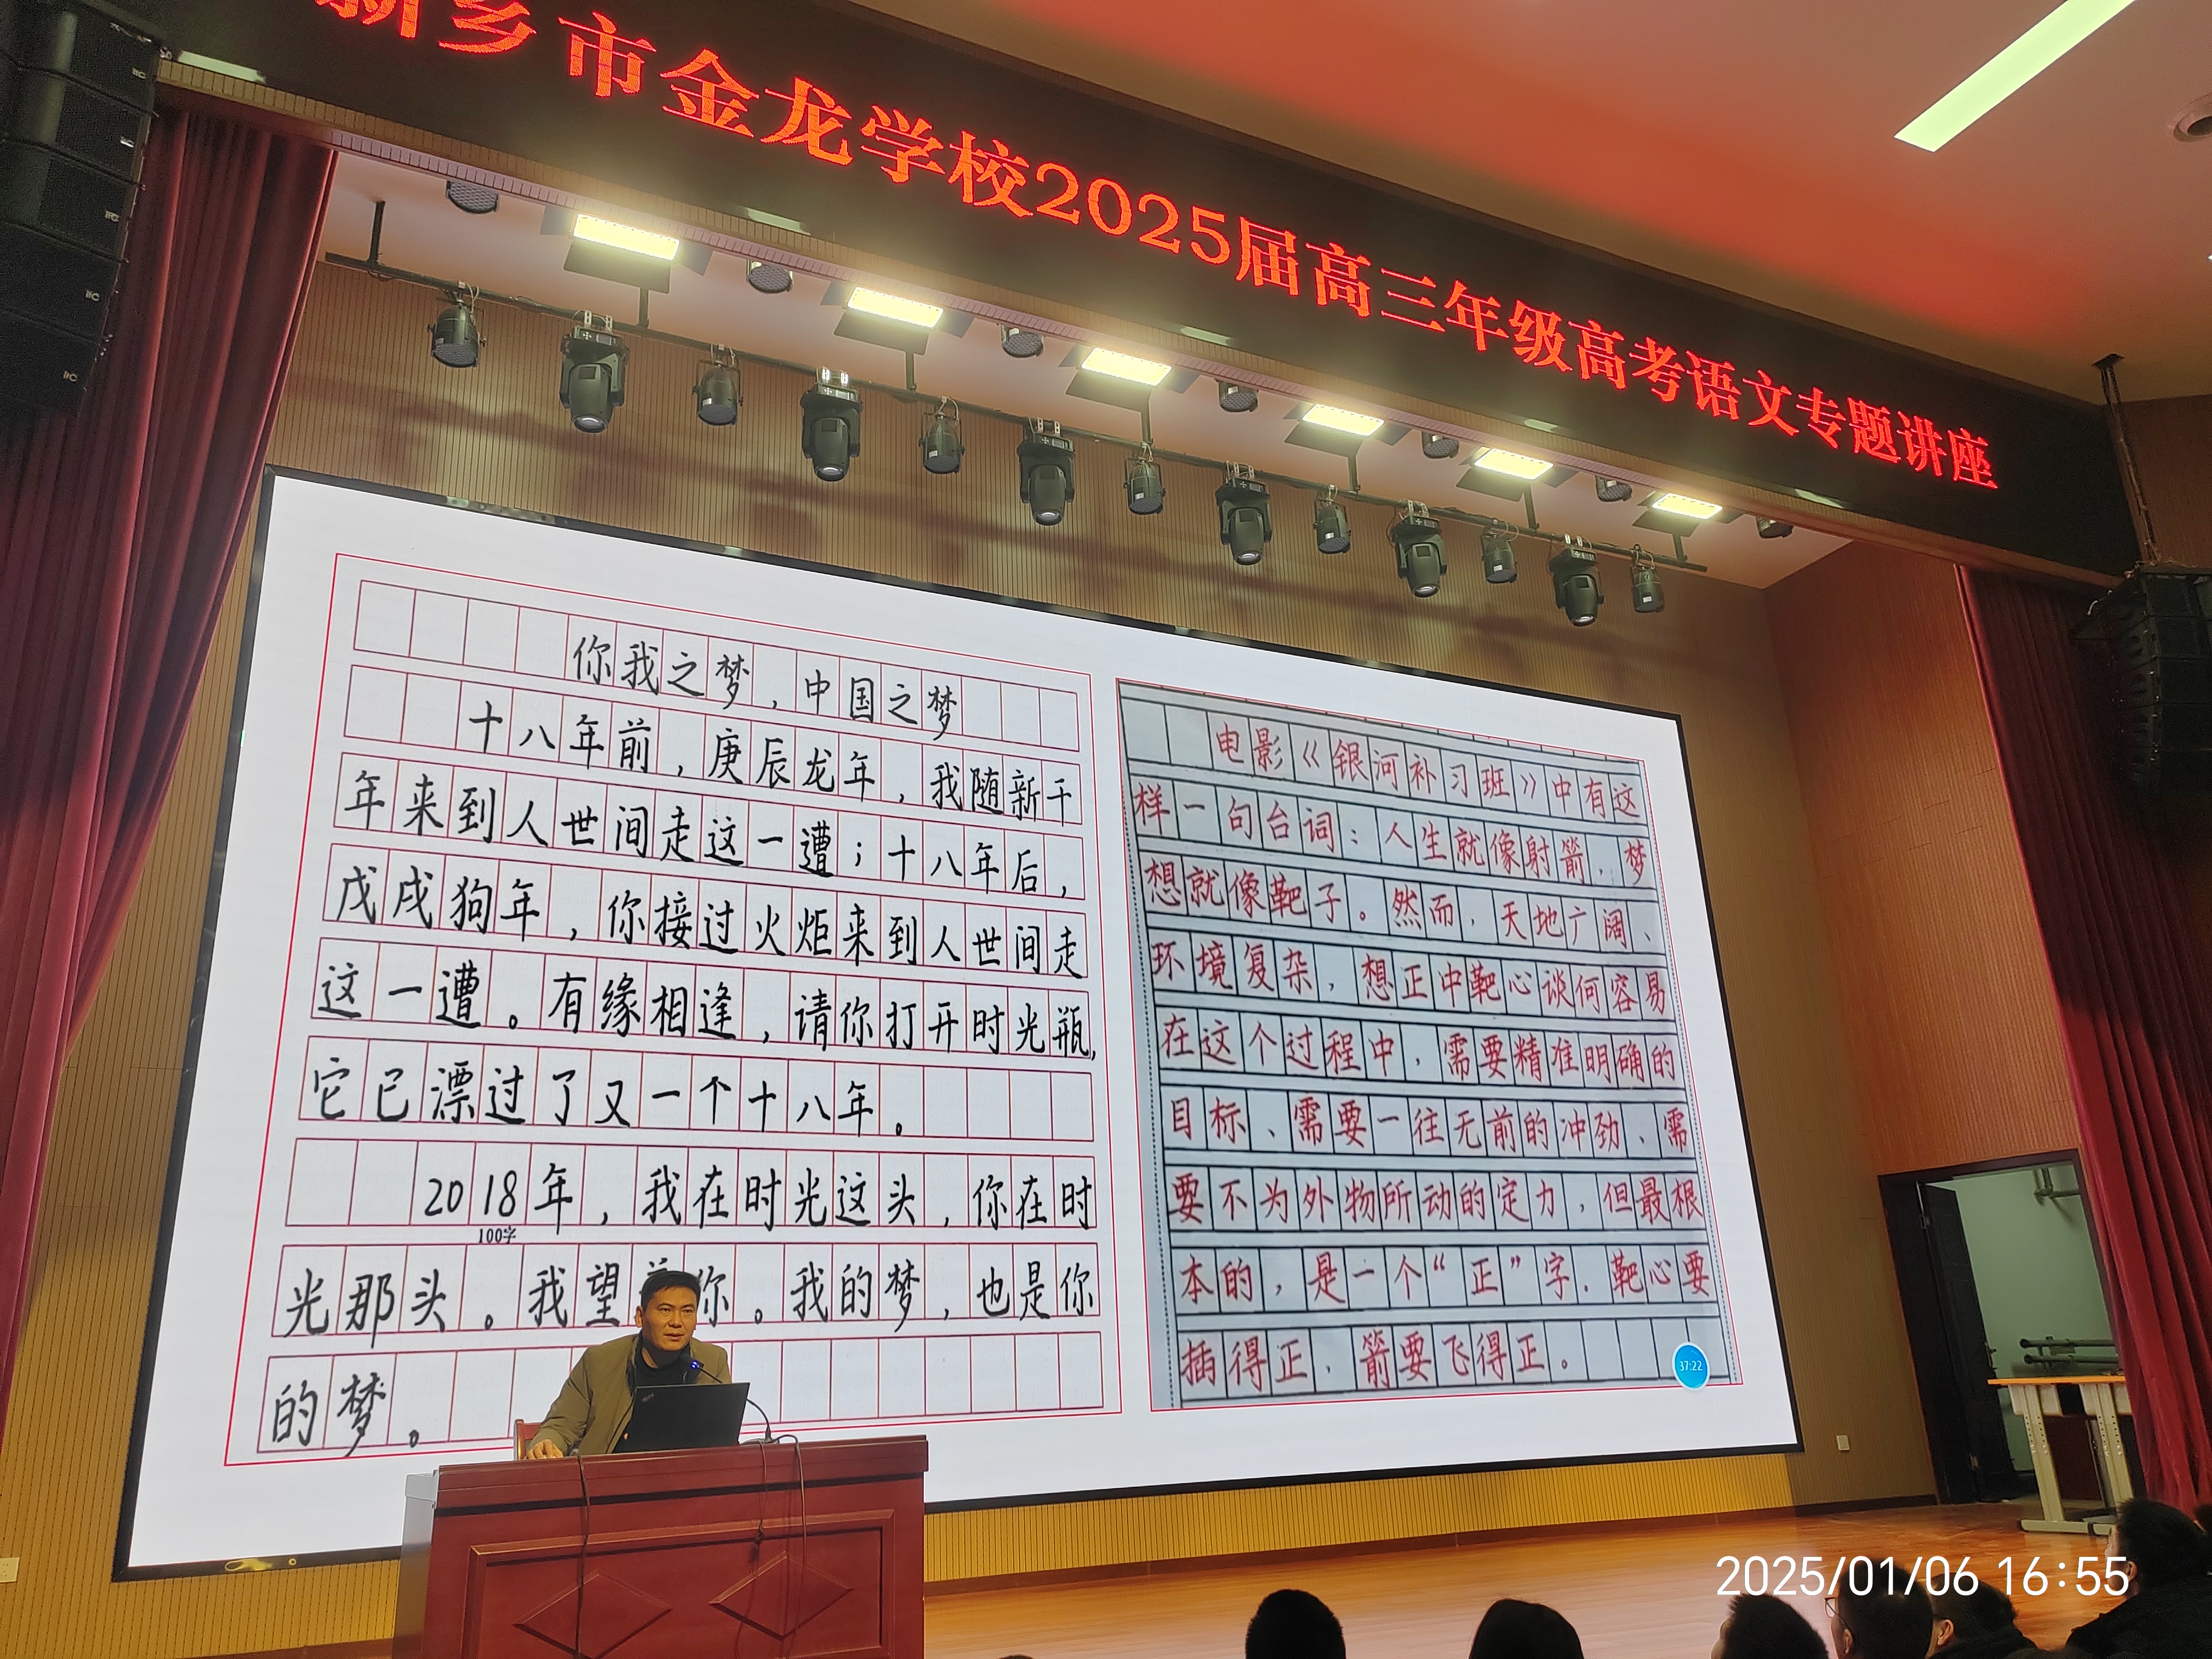 新乡市金龙学校2025届高三年级高考语文专题讲座
你我之梦，中国之梦
十八年前，庚辰龙年，我随新千
年来到人世间走这一遭；十八年后，
戊戌狗年，你接过火炬来到人世间走
这一遭。有缘相逢，请你打开时光瓶，
它已漂过了又一个十八年。
2018年，我在时光这头，你在时
100字
光那头。我望着你。我的梦，也是你
的梦。
电影《银河补习班》中有这
样一句台词：人生就像射箭，梦
想就像靶子。然而，天地广阔、
环境复杂，想正中靶心谈何容易
在这个过程中，需要精准明确的
目标、需要一往无前的冲劲、需
要不为外物所动的定力，但最根
本的，是一个“正”字，靶心要
插得正，箭要飞得正。
37:22
2025/01/06 16:55